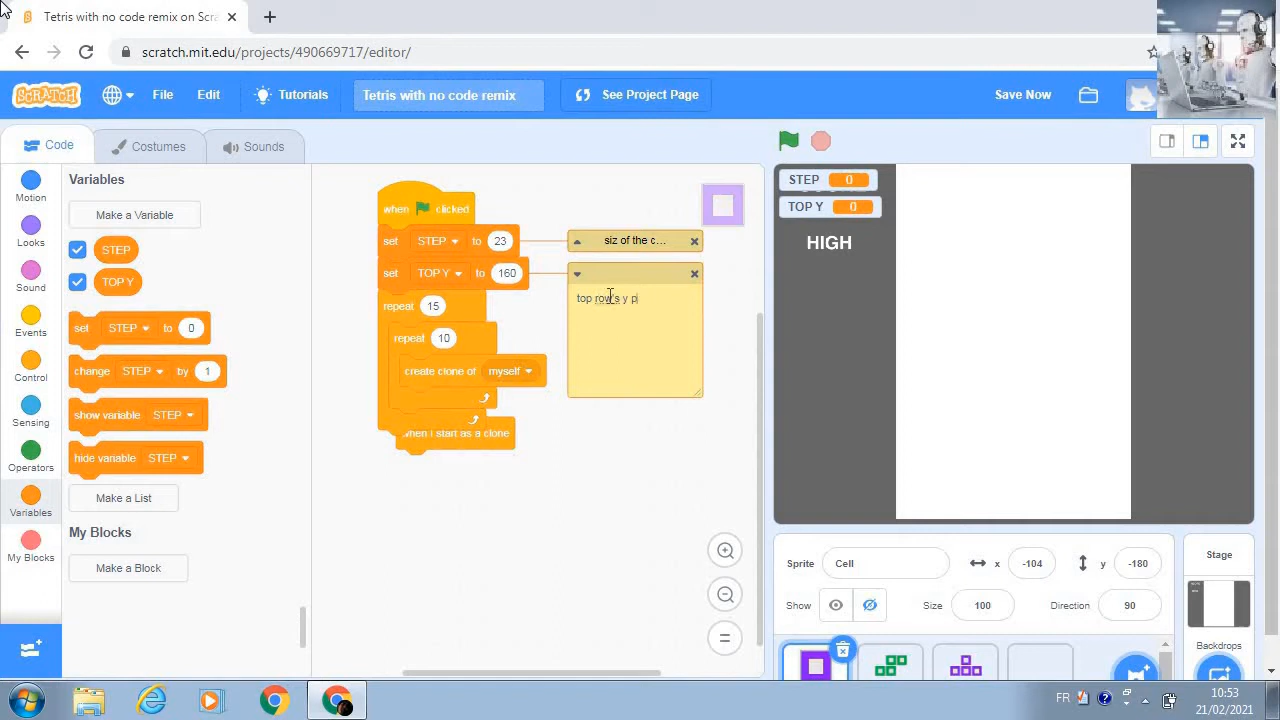 Tetris with no code remix on Scra
scratch.mit.edu/projects/490669717/editor/
SCRATCH
File
Edit
Tutorials
Tetris with no code remix
See Project Page
Save Now
Code
Costumes
Sounds
Motion
Looks
Sound
Events
Control
Sensing
Operators
Variables
My Blocks
Variables
Make a Variable
STEP
TOP Y
set STEP to 0
change STEP by 1
show variable STEP
hide variable STEP
Make a List
My Blocks
Make a Block
when clicked
set STEP to 23
siz of the c...
set TOP Y to 160
top row's y p
repeat 15
repeat 10
create clone of myself
when I start as a clone
STEP 0
TOP Y 0
HIGH
Sprite
Cell
x
-104
y
-180
Show
Size
100
Direction
90
Stage
Backdrops
FR
10:53
21/02/2021